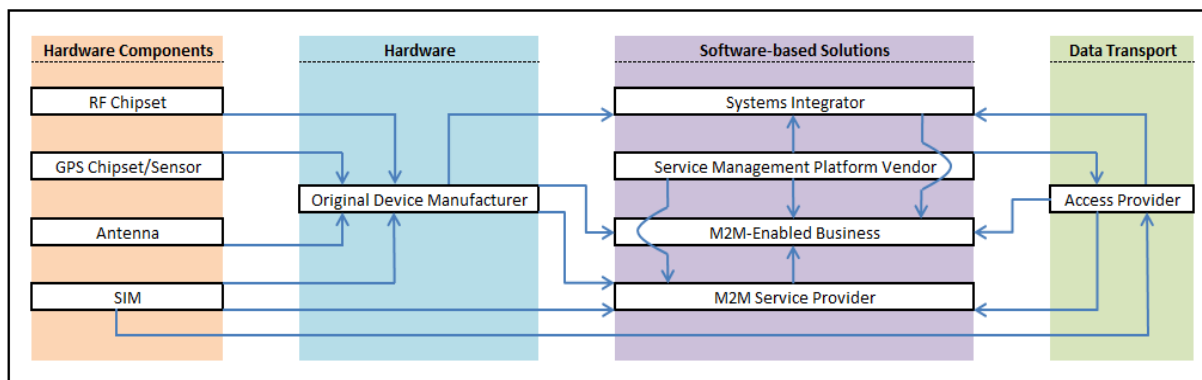 Hardware Components
Hardware
Software-based Solutions
Data Transport
RF Chipset
Systems Integrator
GPS Chipset/Sensor
Service Management Platform Vendor
Original Device Manufacturer
Access Provider
Antenna
M2M-Enabled Business
SIM
M2M Service Provider